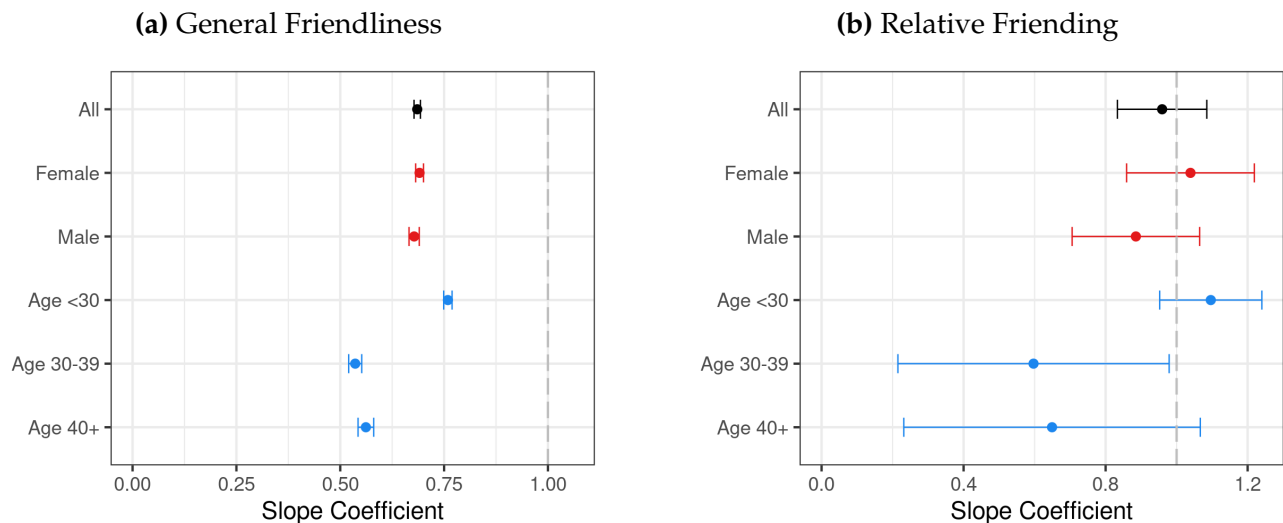 (a) General Friendliness
All
Female
Male
Age <30
Age 30-39
Age 40+
0.00 0.25 0.50 0.75 1.00
Slope Coefficient
(b) Relative Friending
All
Female
Male
Age <30
Age 30-39
Age 40+
0.0 0.4 0.8 1.2
Slope Coefficient